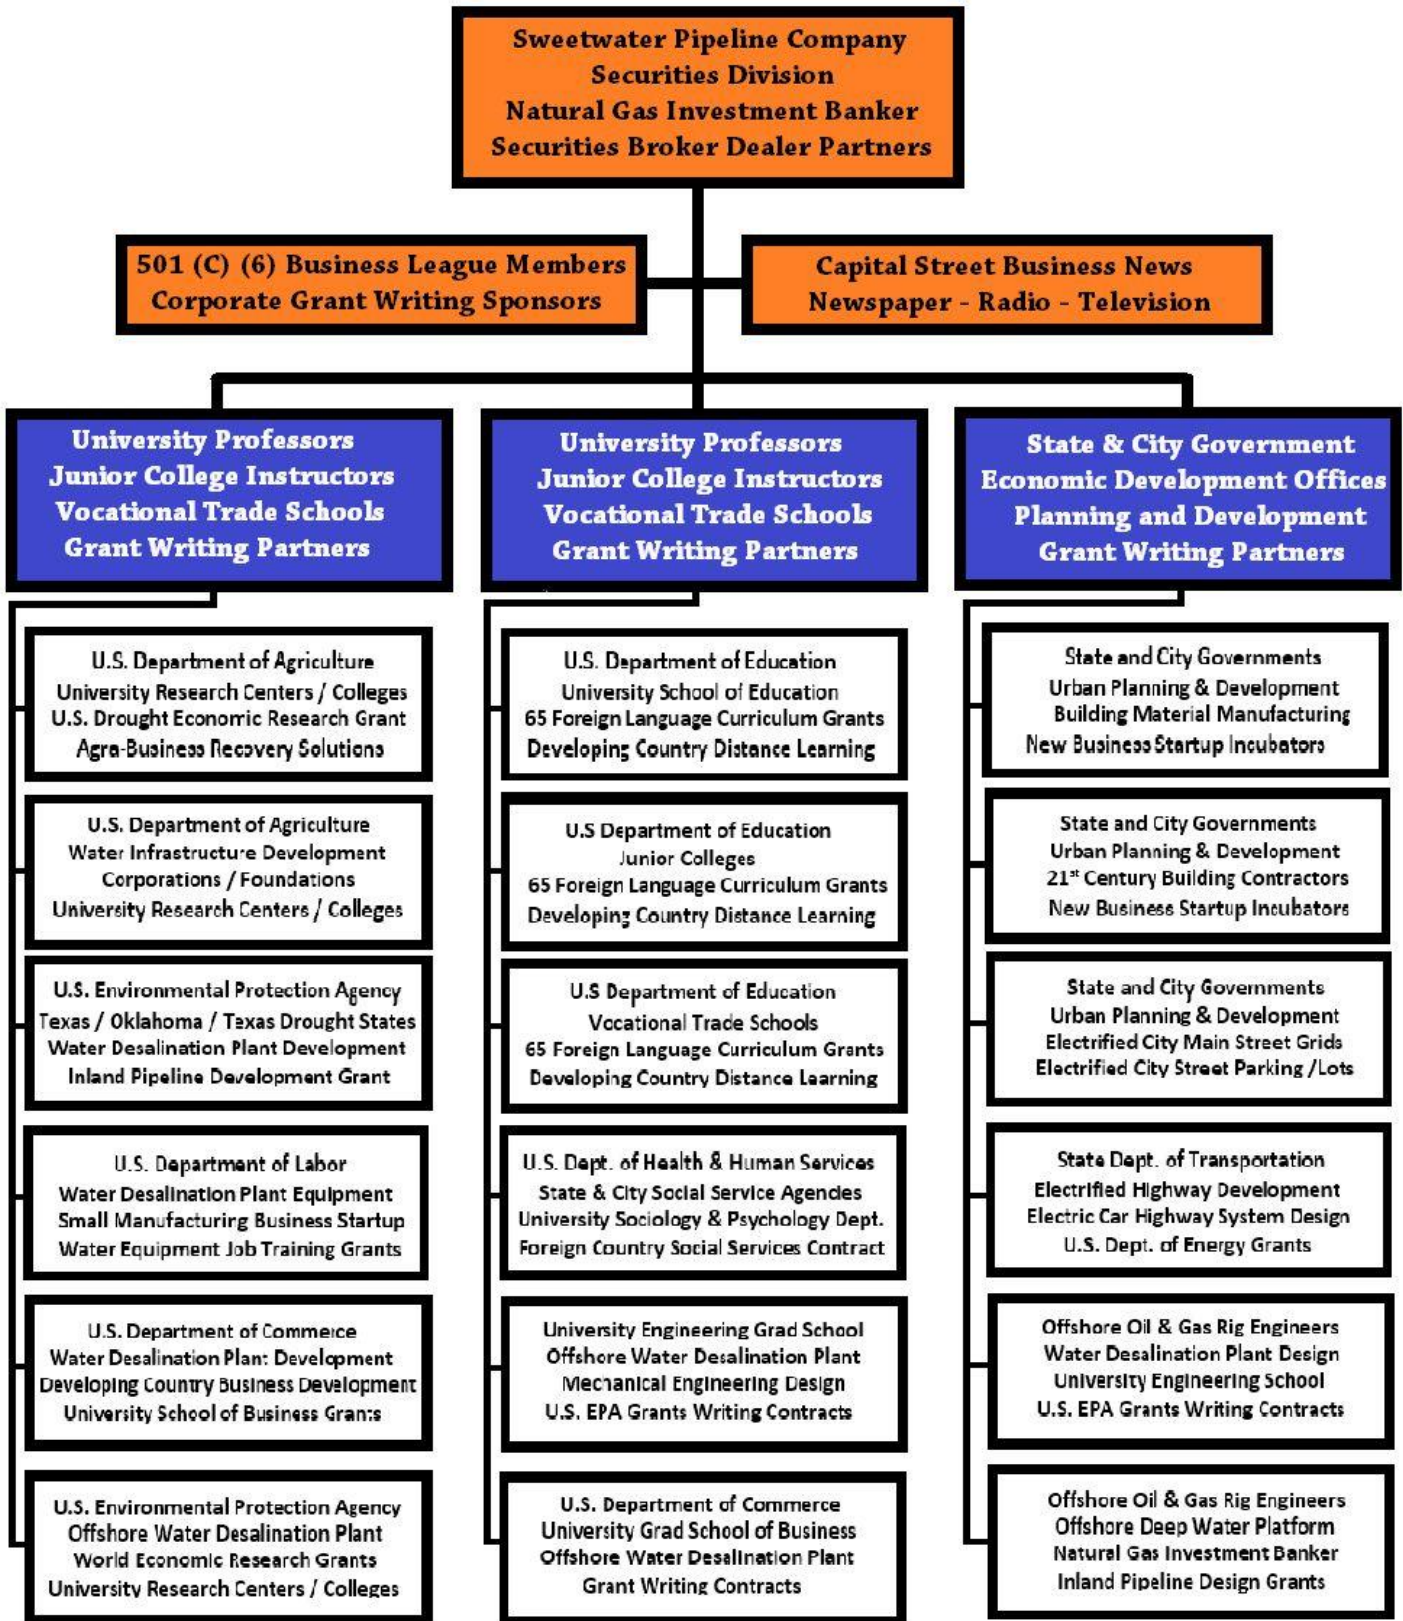 Sweetwater Pipeline Company
Securities Division
Natural Gas Investment Banker
Securities Broker Dealer Partners
501 (C) (6) Business League Members
Corporate Grant Writing Sponsors
Capital Street Business News
Newspaper - Radio - Television
University Professors
Junior College Instructors
Vocational Trade Schools
Grant Writing Partners
U.S. Department of Agriculture
University Research Centers / Colleges
U.S. Drought Economic Research Grant
Agra-Business Recovery Solutions
U.S. Department of Agriculture
Water Infrastructure Development
Corporations / Foundations
University Research Centers / Colleges
U.S. Environmental Protection Agency
Texas / Oklahoma / Texas Drought States
Water Desalination Plant Development
Inland Pipeline Development Grant
U.S. Department of Labor
Water Desalination Plant Equipment
Small Manufacturing Business Startup
Water Equipment Job Training Grants
U.S. Department of Commerce
Water Desalination Plant Development
Developing Country Business Development
University School of Business Grants
U.S. Environmental Protection Agency
Offshore Water Desalination Plant
World Economic Research Grants
University Research Centers / Colleges
University Professors
Junior College Instructors
Vocational Trade Schools
Grant Writing Partners
U.S. Department of Education
University School of Education
65 Foreign Language Curriculum Grants
Developing Country Distance Learning
U.S Department of Education
Junior Colleges
65 Foreign Language Curriculum Grants
Developing Country Distance Learning
U.S Department of Education
Vocational Trade Schools
65 Foreign Language Curriculum Grants
Developing Country Distance Learning
U.S. Dept. of Health & Human Services
State & City Social Service Agencies
University Sociology & Psychology Dept.
Foreign Country Social Services Contract
University Engineering Grad School
Offshore Water Desalination Plant
Mechanical Engineering Design
U.S. EPA Grants Writing Contracts
U.S. Department of Commerce
University Grad School of Business
Offshore Water Desalination Plant
Grant Writing Contracts
State & City Government
Economic Development Offices
Planning and Development
Grant Writing Partners
State and City Governments
Urban Planning & Development
Building Material Manufacturing
New Business Startup Incubators
State and City Governments
Urban Planning & Development
21st Century Building Contractors
New Business Startup Incubators
State and City Governments
Urban Planning & Development
Electrified City Main Street Grids
Electrified City Street Parking /Lots
State Dept. of Transportation
Electrified Highway Development
Electric Car Highway System Design
U.S. Dept. of Energy Grants
Offshore Oil & Gas Rig Engineers
Water Desalination Plant Design
University Engineering School
U.S. EPA Grants Writing Contracts
Offshore Oil & Gas Rig Engineers
Offshore Deep Water Platform
Natural Gas Investment Banker
Inland Pipeline Design Grants